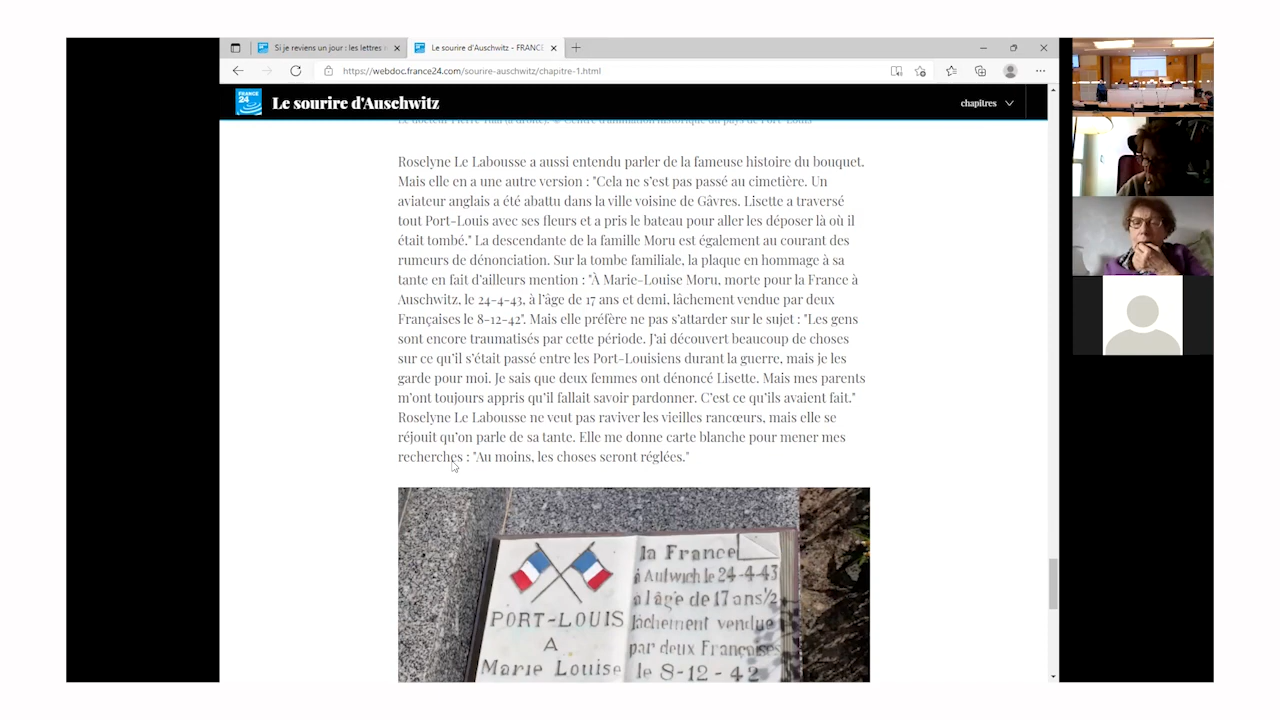 Si je reviens un jour : les lettres
Le sourire d'Auschwitz - FRANCE
https://webdoc.france24.com/sourire-auschwitz/chapitre-1.html
FRANCE 24
Le sourire d'Auschwitz
chapitres
Roselyne Le Labousse a aussi entendu parler de la fameuse histoire du bouquet.
Mais elle en a une autre version : "Cela ne s'est pas passé au cimetière. Un
aviateur anglais a été abattu dans la ville voisine de Gâvres. Lisette a traversé
tout Port-Louis avec ses fleurs et a pris le bateau pour aller les déposer là où il
était tombé." La descendante de la famille Moru est également au courant des
rumeurs de dénonciation. Sur la tombe familiale, la plaque en hommage à sa
tante en fait d'ailleurs mention : "À Marie-Louise Moru, morte pour la France à
Auschwitz, le 24-4-43, à l'âge de 17 ans et demi, lâchement vendue par deux
Françaises le 8-12-42". Mais elle préfère ne pas s'attarder sur le sujet : "Les gens
sont encore traumatisés par cette période. J'ai découvert beaucoup de choses
sur ce qu'il s'était passé entre les Port-Louisiens durant la guerre, mais je les
garde pour moi. Je sais que deux femmes ont dénoncé Lisette. Mais mes parents
m'ont toujours appris qu'il fallait savoir pardonner. C'est ce qu'ils avaient fait."
Roselyne Le Labousse ne veut pas raviver les vieilles rancœurs, mais elle se
réjouit qu'on parle de sa tante. Elle me donne carte blanche pour mener mes
recherches : "Au moins, les choses seront réglées."
PORT-LOUIS
A
Marie Louise
la France
à Autwich le 24-4-43
a l'âge de 17 ans 1/2
lâchement vendue
par deux Françaises
le 8-12-42